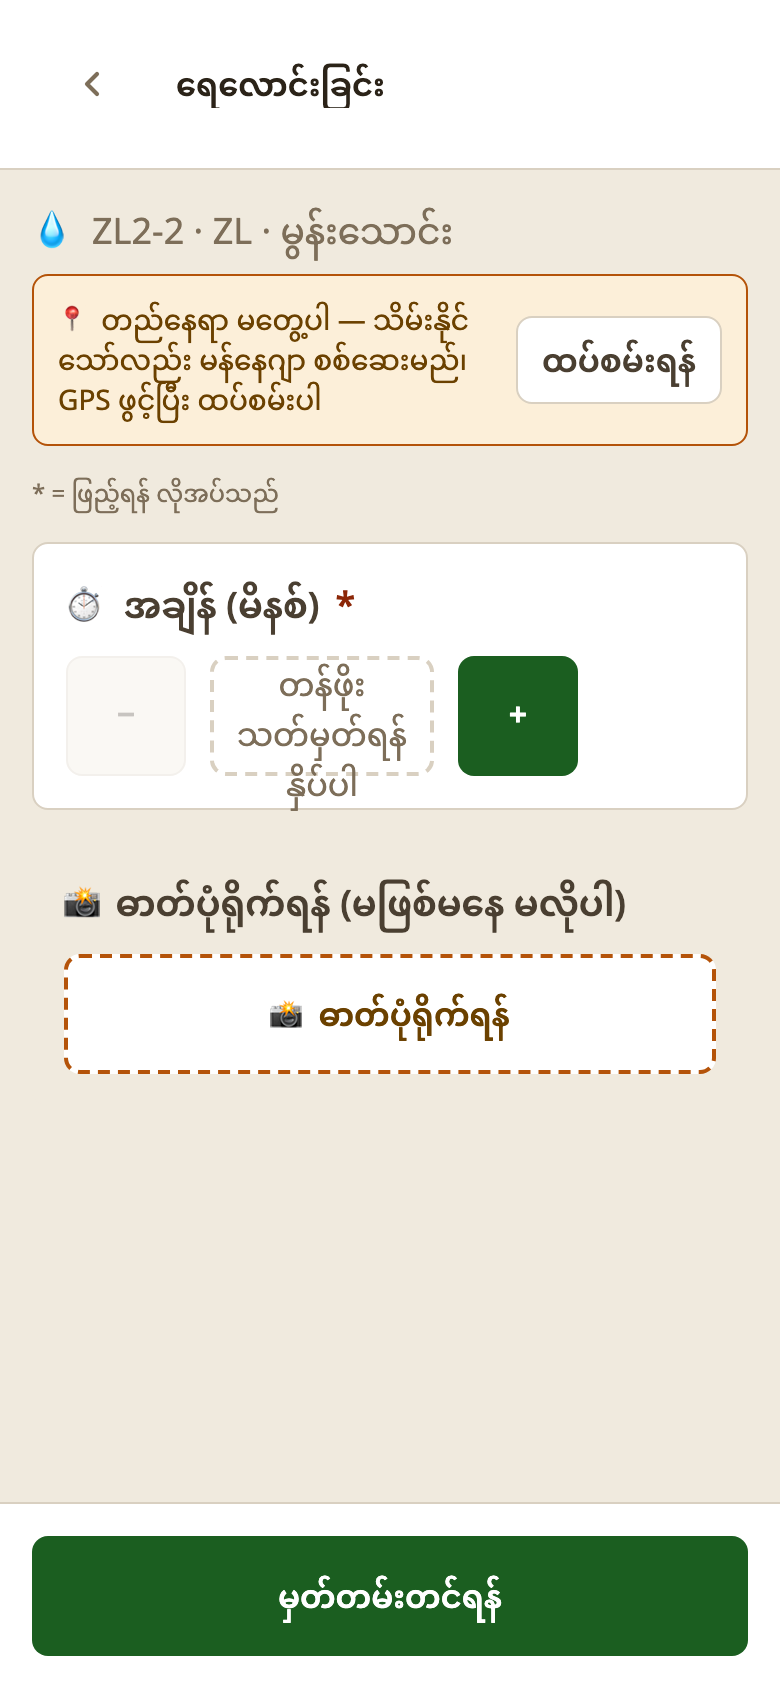 ရေလောင်းခြင်း
ZL2-2 · ZL · မွန်းသောင်း
တည်နေရာ မတွေ့ပါ — သိမ်းနိုင်
သော်လည်း မန်နေဂျာ စစ်ဆေးမည်၊
GPS ဖွင့်ပြီး ထပ်စမ်းပါ
ထပ်စမ်းရန်
* = ဖြည့်ရန် လိုအပ်သည်
အချိန် (မိနစ်) *
−
တန်ဖိုး
သတ်မှတ်ရန်
နှိပ်ပါ
+
ဓာတ်ပုံရိုက်ရန် (မဖြစ်မနေ မလိုပါ)
ဓာတ်ပုံရိုက်ရန်
မှတ်တမ်းတင်ရန်